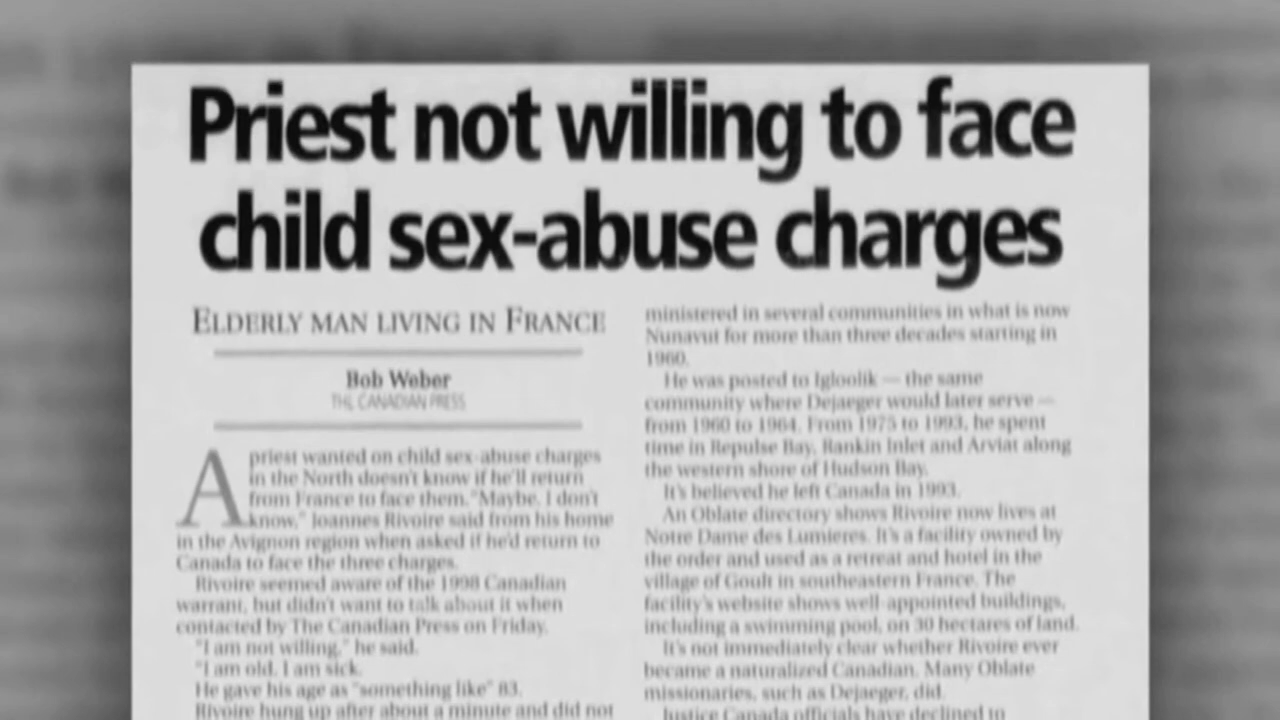 Priest not willing to face
child sex-abuse charges
ELDERLY MAN LIVING IN FRANCE
Bob Weber
THE CANADIAN PRESS
A priest wanted on child sex-abuse charges
in the North doesn't know if he'll return
from France to face them. "Maybe. I don't
know," Joannes Rivoire said from his home
in the Avignon region when asked if he'd return to
Canada to face the three charges.
Rivoire seemed aware of the 1998 Canadian
warrant, but didn't want to talk about it when
contacted by The Canadian Press on Friday.
"I am not willing," he said.
"I am old. I am sick.
He gave his age as "something like" 83.
Rivoire hung up after about a minute and did not
ministered in several communities in what is now
Nunavut for more than three decades starting in
1960.
He was posted to Igloolik — the same
community where Dejaeger would later serve —
from 1960 to 1964. From 1975 to 1993, he spent
time in Repulse Bay, Rankin Inlet and Arviat along
the western shore of Hudson Bay.
It's believed he left Canada in 1993.
An Oblate directory shows Rivoire now lives at
Notre Dame des Lumieres. It's a facility owned by
the order and used as a retreat and hotel in the
village of Goult in southeastern France. The
facility's website shows well-appointed buildings,
including a swimming pool, on 30 hectares of land.
It's not immediately clear whether Rivoire ever
became a naturalized Canadian. Many Oblate
missionaries, such as Dejaeger, did.
Justice Canada officials have declined to